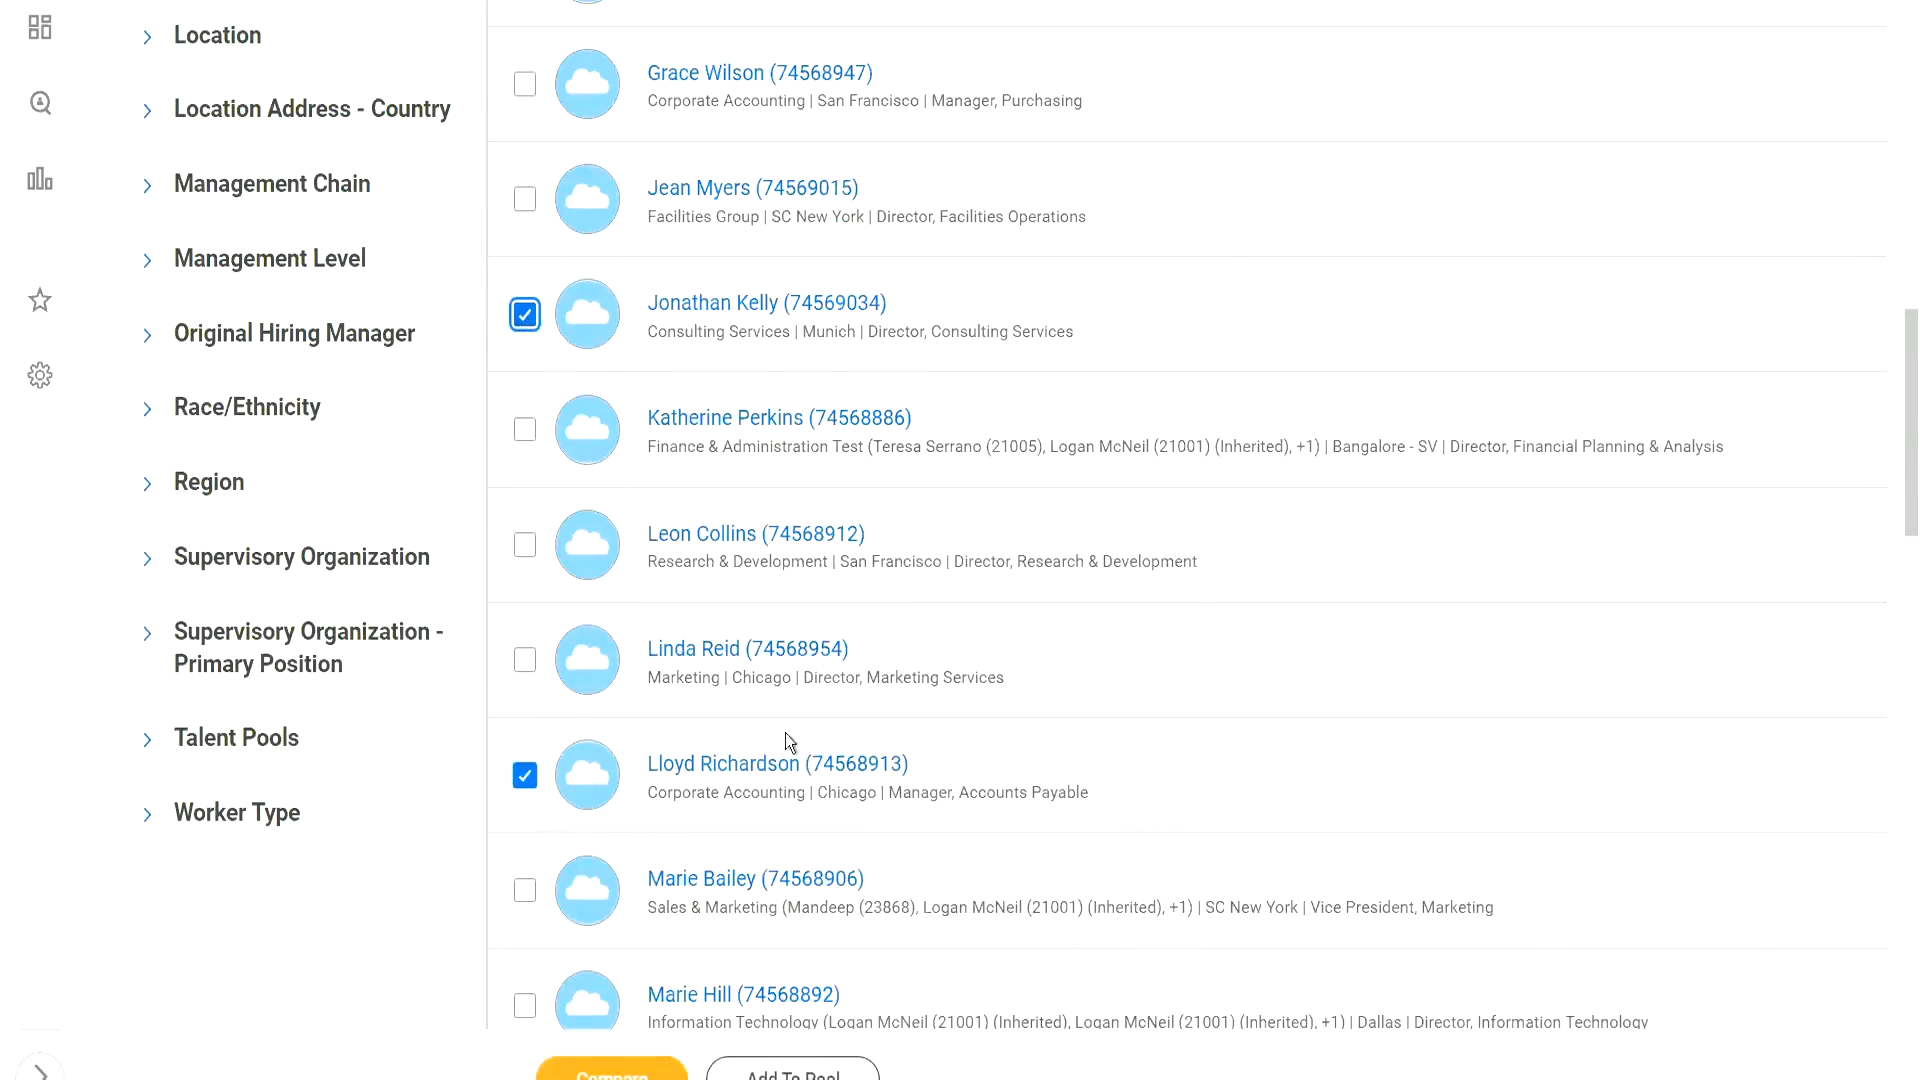 Location
Location Address - Country
Management Chain
Management Level
Original Hiring Manager
Race/Ethnicity
Region
Supervisory Organization
Supervisory Organization -
Primary Position
Talent Pools
Worker Type
Grace Wilson (74568947)
Corporate Accounting | San Francisco | Manager, Purchasing
Jean Myers (74569015)
Facilities Group | SC New York | Director, Facilities Operations
Jonathan Kelly (74569034)
Consulting Services | Munich | Director, Consulting Services
Katherine Perkins (74568886)
Finance & Administration Test (Teresa Serrano (21005), Logan McNeil (21001) (Inherited), +1) | Bangalore - SV | Director, Financial Planning & Analysis
Leon Collins (74568912)
Research & Development | San Francisco | Director, Research & Development
Linda Reid (74568954)
Marketing | Chicago | Director, Marketing Services
Lloyd Richardson (74568913)
Corporate Accounting | Chicago | Manager, Accounts Payable
Marie Bailey (74568906)
Sales & Marketing (Mandeep (23868), Logan McNeil (21001) (Inherited), +1) | SC New York | Vice President, Marketing
Marie Hill (74568892)
Information Technology (Logan McNeil (21001) (Inherited), Logan McNeil (21001) (Inherited), +1) | Dallas | Director, Information Technology
Compare
Add To Pool